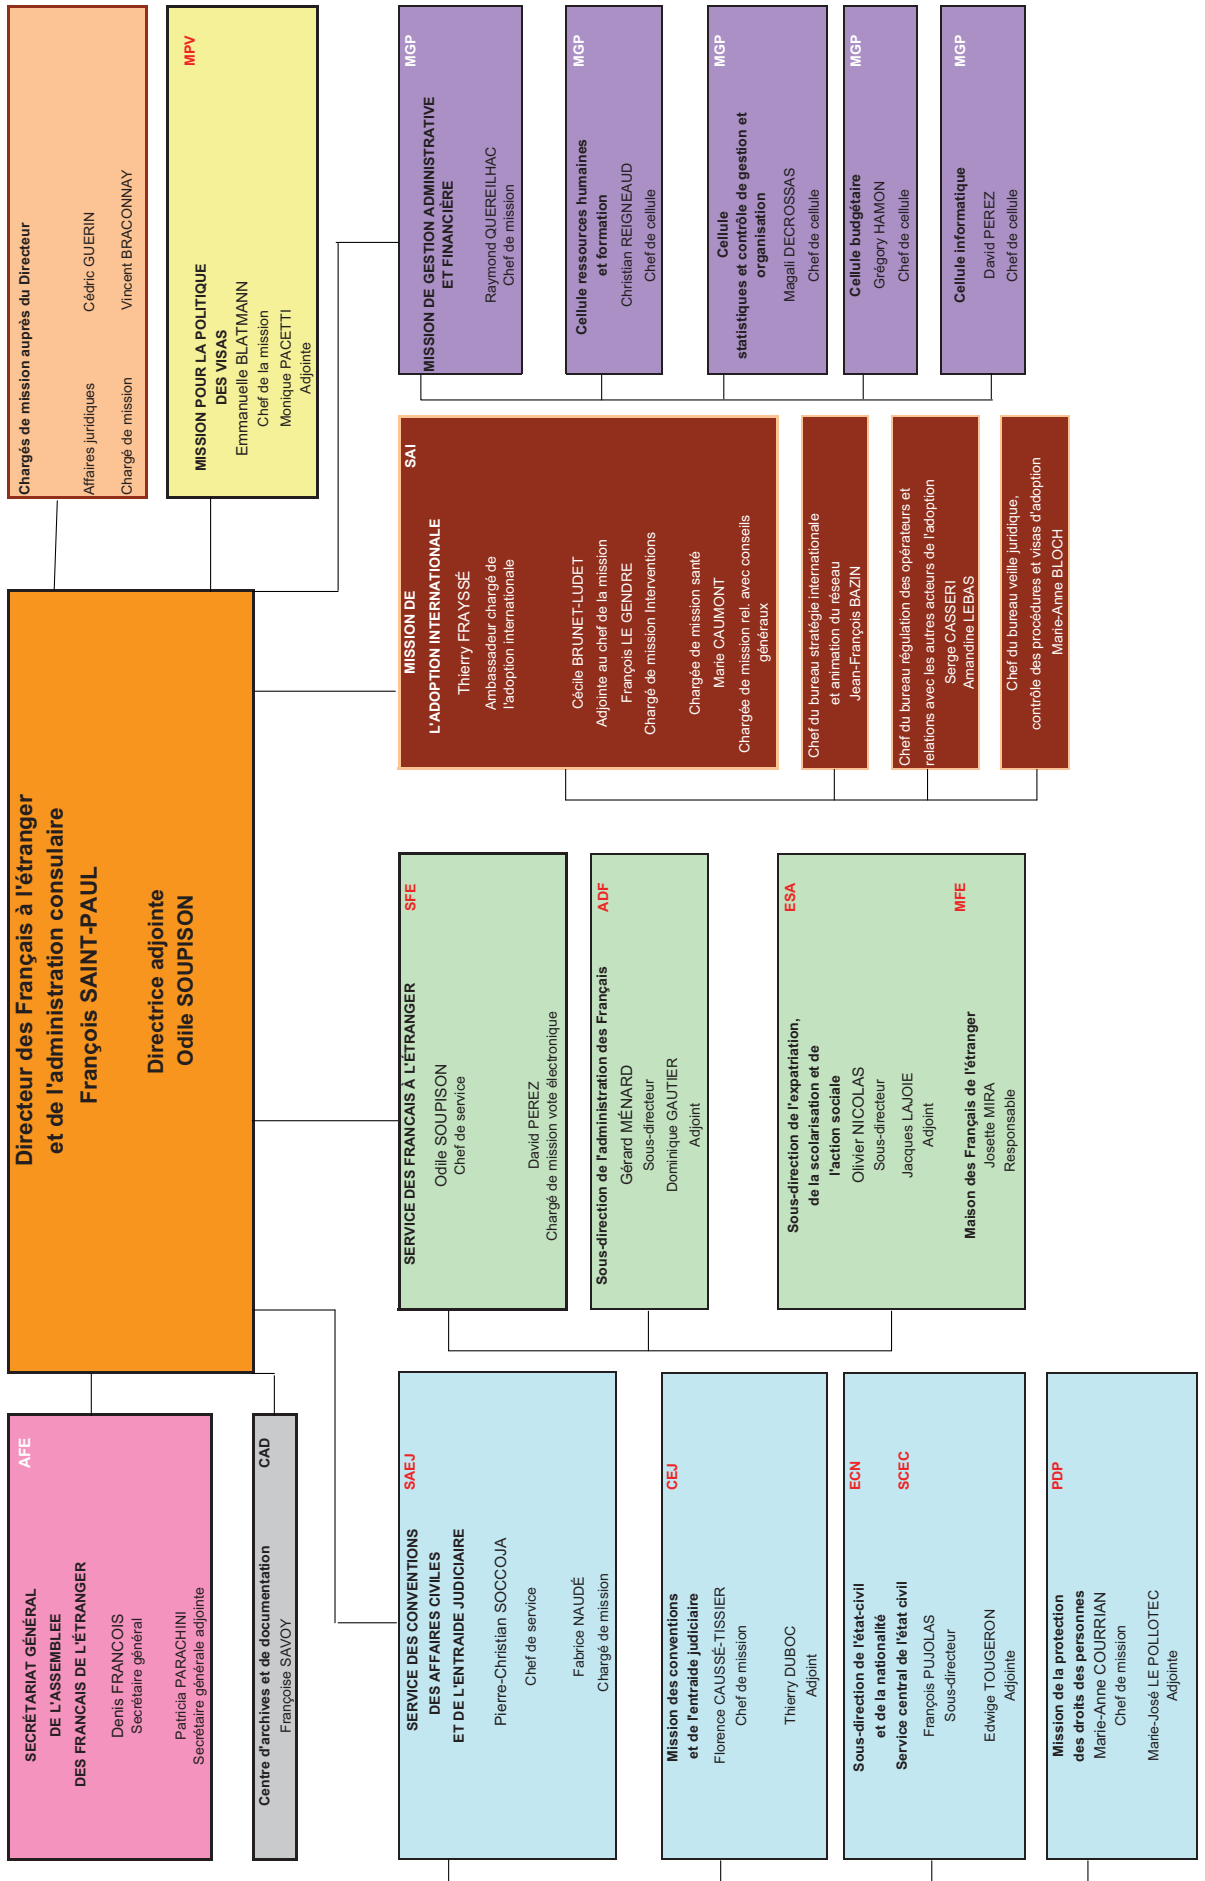 Directeur des Français à l'étranger
et de l'administration consulaire
François SAINT-PAUL
Directrice adjointe
Odile SOUPISON
SECRÉTARIAT GÉNÉRAL
AFE
DE L'ASSEMBLEE
DES FRANCAIS DE L'ÉTRANGER
Denis FRANCOIS
Secrétaire général
Patricia PARACHINI
Secrétaire générale adjointe
Centre d'archives et de documentation
CAD
Françoise SAVOY
Chargés de mission auprès du Directeur
Affaires juridiques
Cédric GUERIN
Chargé de mission
Vincent BRACONNAY
MPV
MISSION POUR LA POLITIQUE
DES VISAS
Emmanuelle BLATMANN
Chef de la mission
Monique PACETTI
Adjointe
SERVICE DES CONVENTIONS
SAEJ
DES AFFAIRES CIVILES
ET DE L'ENTRAIDE JUDICIAIRE
Pierre-Christian SOCCOJA
Chef de service
Fabrice NAUDÉ
Chargé de mission
Mission des conventions
CEJ
et de l'entraide judiciaire
Florence CAUSSÉ-TISSIER
Chef de mission
Thierry DUBOC
Adjoint
Sous-direction de l'état-civil
ECN
et de la nationalité
Service central de l'état civil
SCEC
François PUJOLAS
Sous-directeur
Edwige TOUGERON
Adjointe
Mission de la protection
PDP
des droits des personnes
Marie-Anne COURRIAN
Chef de mission
Marie-José LE POLLOTEC
Adjointe
SERVICE DES FRANCAIS À L'ÉTRANGER
SFE
Odile SOUPISON
Chef de service
David PEREZ
Chargé de mission vote électronique
Sous-direction de l'administration des Français
ADF
Gérard MÉNARD
Sous-directeur
Dominique GAUTIER
Adjoint
Sous-direction de l'expatriation,
ESA
de la scolarisation et de
l'action sociale
Olivier NICOLAS
Sous-directeur
Jacques LAJOIE
Adjoint
MFE
Maison des Français de l'étranger
Josette MIRA
Responsable
MISSION DE
SAI
L'ADOPTION INTERNATIONALE
Thierry FRAYSSÉ
Ambassadeur chargé de
l'adoption internationale
Cécile BRUNET-LUDET
Adjointe au chef de la mission
François LE GENDRE
Chargé de mission Interventions
Chargée de mission santé
Marie CAUMONT
Chargée de mission rel. avec conseils
généraux
Chef du bureau stratégie internationale
et animation du réseau
Jean-François BAZIN
Chef du bureau régulation des opérateurs et
relations avec les autres acteurs de l'adoption
Serge CASSERI
Amandine LEBAS
Chef du bureau veille juridique,
contrôle des procédures et visas d'adoption
Marie-Anne BLOCH
MGP
MISSION DE GESTION ADMINISTRATIVE
ET FINANCIÈRE
Raymond QUEREILHAC
Chef de mission
Cellule ressources humaines
MGP
et formation
Christian REIGNEAUD
Chef de cellule
Cellule
MGP
statistiques et contrôle de gestion et
organisation
Magali DECROSSAS
Chef de cellule
Cellule budgétaire
MGP
Grégory HAMON
Chef de cellule
Cellule informatique
MGP
David PEREZ
Chef de cellule